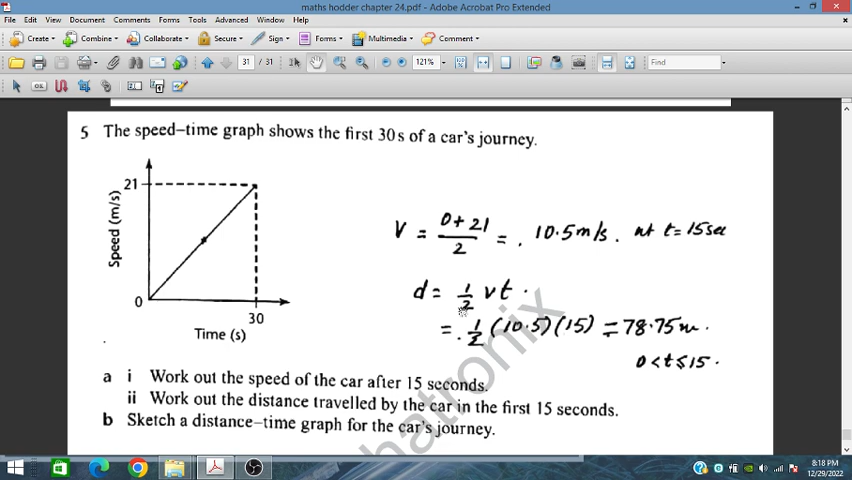 maths hodder chapter 24.pdf - Adobe Acrobat Pro Extended
File Edit View Document Comments Forms Tools Advanced Window Help
Create Combine Collaborate Secure Sign Forms Multimedia Comment
31 / 31 121% Find
5 The speed–time graph shows the first 30 s of a car's journey.
21
Speed (m/s)
0
30
Time (s)
V = 0+21/2 = . 10.5 m/s . at t = 15 sec
d = 1/2 vt .
= . 1/2 (10.5)(15) = 78.75 m .
0 < t ≤ 15 .
a i Work out the speed of the car after 15 seconds.
ii Work out the distance travelled by the car in the first 15 seconds.
b Sketch a distance–time graph for the car's journey.
hatronix
8:18 PM
12/29/2022